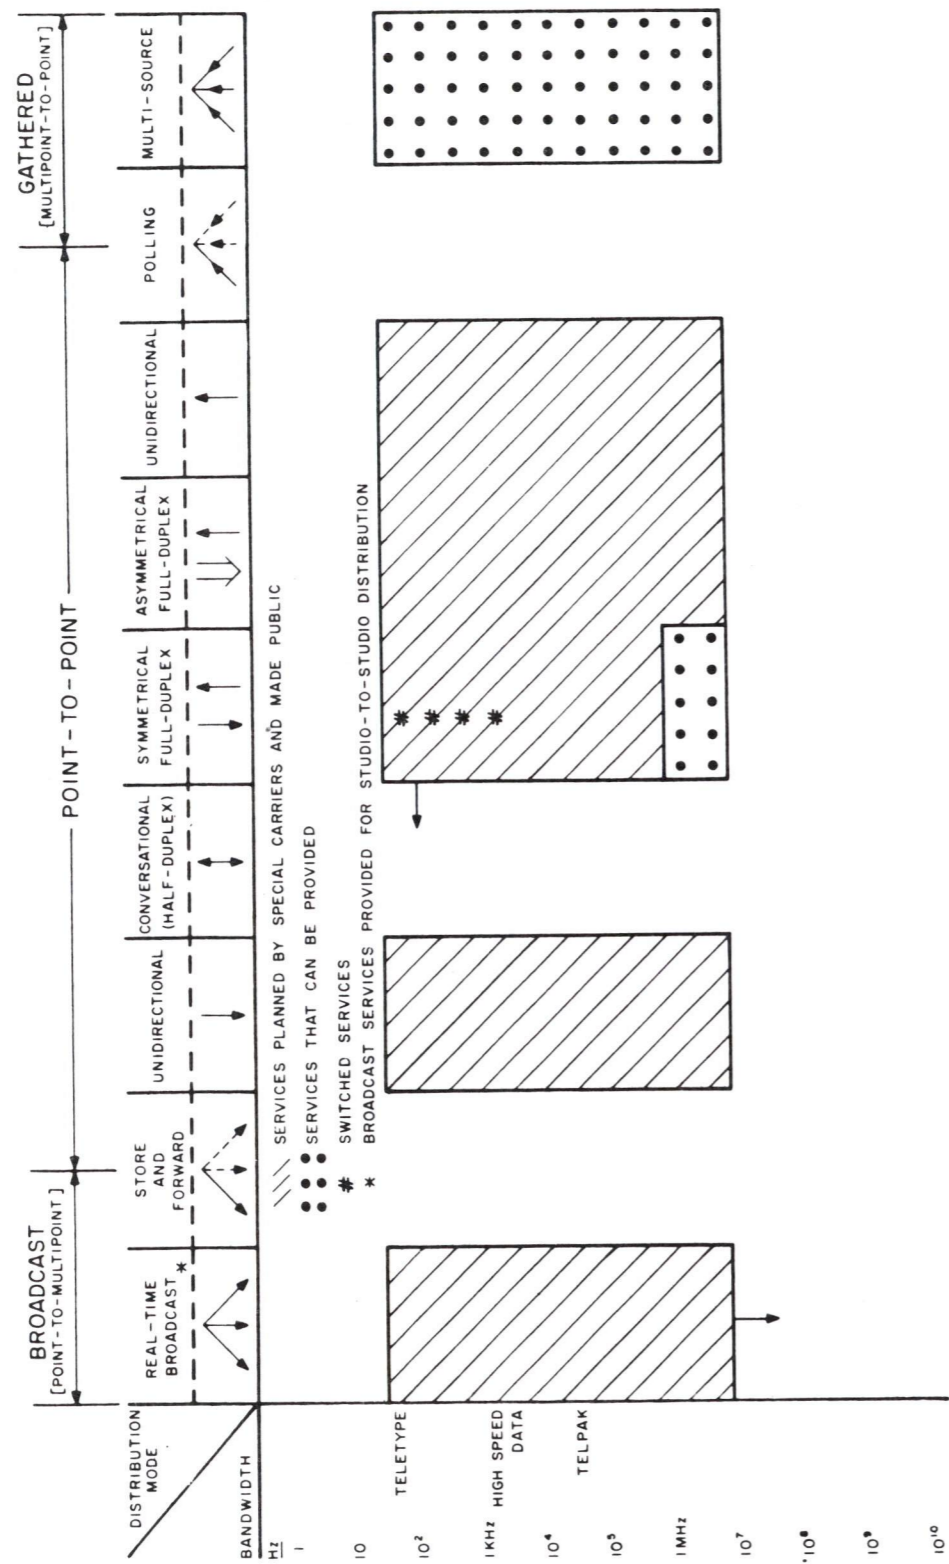 BROADCAST
[POINT-TO-MULTIPOINT]
POINT-TO-POINT
GATHERED
[MULTIPOINT-TO-POINT]
DISTRIBUTION
MODE
REAL-TIME
BROADCAST *
STORE
AND
FORWARD
UNIDIRECTIONAL
CONVERSATIONAL
(HALF-DUPLEX)
SYMMETRICAL
FULL-DUPLEX
ASYMMETRICAL
FULL-DUPLEX
UNIDIRECTIONAL
POLLING
MULTI-SOURCE
BANDWIDTH
Hz
SERVICES PLANNED BY SPECIAL CARRIERS AND MADE PUBLIC
SERVICES THAT CAN BE PROVIDED
# SWITCHED SERVICES
* BROADCAST SERVICES PROVIDED FOR STUDIO-TO-STUDIO DISTRIBUTION
1
10
10²
TELETYPE
# # # #
1KHz
HIGH SPEED
DATA
10⁴
TELPAK
10⁵
1MHz
10⁷
10⁸
10⁹
10¹⁰